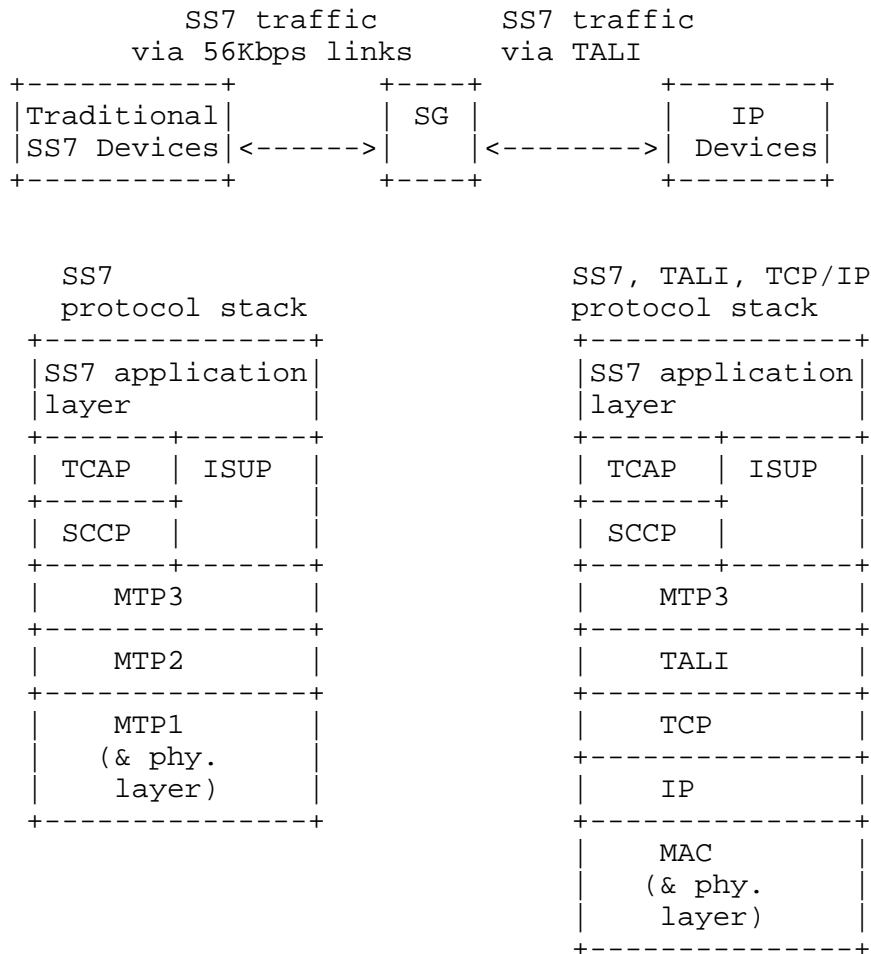 SS7 traffic SS7 traffic
via 56Kbps links via TALI
Traditional SG IP
SS7 Devices<------> <--------> Devices
SS7 SS7, TALI, TCP/IP
protocol stack protocol stack
SS7 application SS7 application
layer layer
TCAP ISUP TCAP ISUP
SCCP SCCP
MTP3 MTP3
MTP2 TALI
MTP1 TCP
(& phy.
layer) IP
MAC
(& phy.
layer)